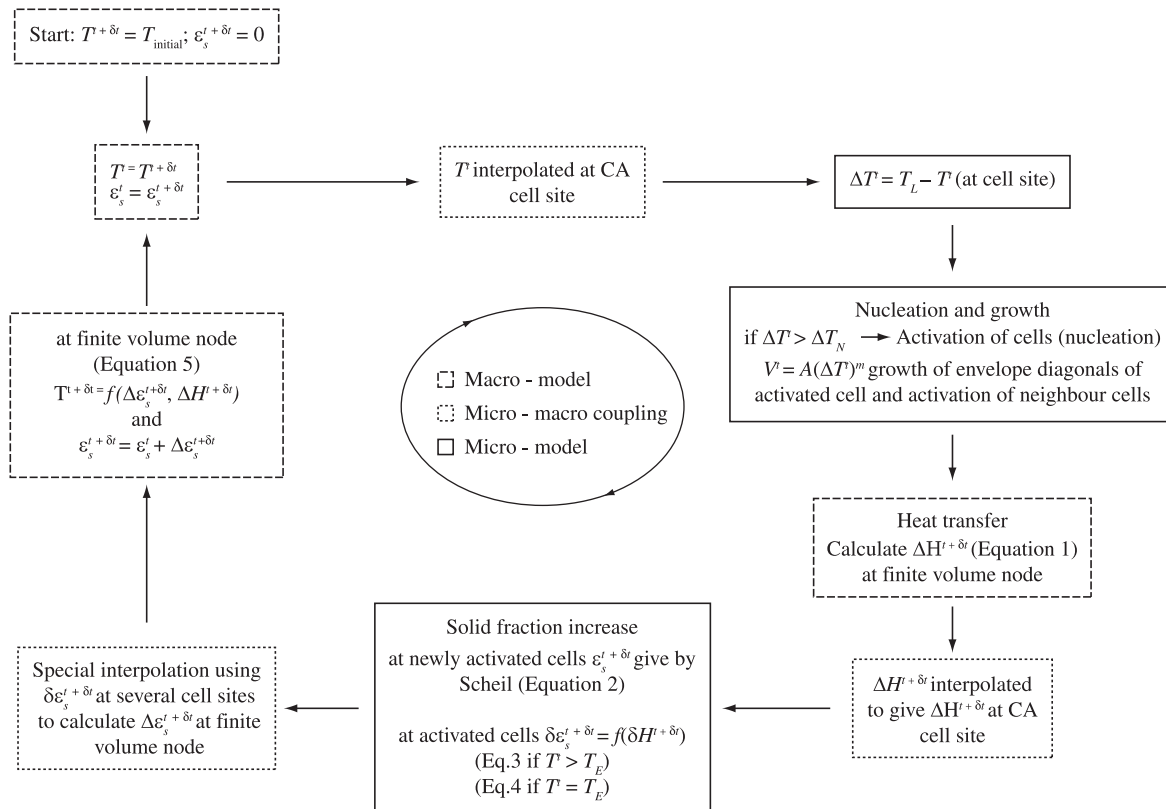 Start: T^{t + δt} = T_{initial}; ε_s^{t + δt} = 0
T^t = T^{t + δt}
ε_s^t = ε_s^{t + δt}
T^t interpolated at CA
cell site
ΔT^t = T_L – T^t (at cell site)
Nucleation and growth
if ΔT^t > ΔT_N → Activation of cells (nucleation)
V^t = A(ΔT^t)^m growth of envelope diagonals of
activated cell and activation of neighbour cells
Heat transfer
Calculate ΔH^{t + δt} (Equation 1)
at finite volume node
ΔH^{t + δt} interpolated
to give ΔH^{t + δt} at CA
cell site
Solid fraction increase
at newly activated cells ε_s^{t + δt} give by
Scheil (Equation 2)
at activated cells δε_s^{t + δt} = f(δH^{t + δt})
(Eq.3 if T^t > T_E)
(Eq.4 if T^t = T_E)
Special interpolation using
δε_s^{t + δt} at several cell sites
to calculate Δε_s^{t + δt} at finite
volume node
at finite volume node
(Equation 5)
T^{t + δt} = f(Δε_s^{t+δt}, ΔH^{t + δt})
and
ε_s^{t + δt} = ε_s^t + Δε_s^{t+δt}
Macro - model
Micro - macro coupling
Micro - model